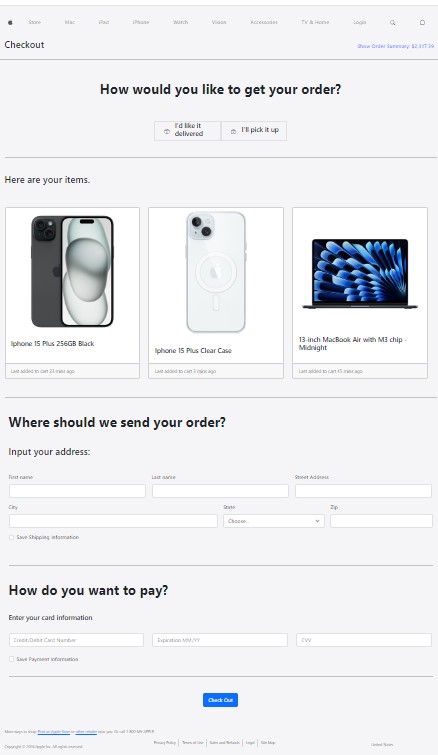 Store Mac iPad iPhone Watch Vision Accessories TV & Home Login
Checkout
Show Order Summary: $2,317.99
How would you like to get your order?
I'd like it
delivered
I'll pick it up
Here are your items.
Iphone 15 Plus 256GB Black
Last added to cart 23 mins ago
Iphone 15 Plus Clear Case
Last added to cart 3 mins ago
13-inch MacBook Air with M3 chip -
Midnight
Last added to cart 45 mins ago
Where should we send your order?
Input your address:
First name Last name Street Address
City State Zip
Choose...
Save Shipping information
How do you want to pay?
Enter your card information
Credit/Debit Card Number Expiration MM/YY CVV
Save Payment information
Check Out
More ways to shop: Find an Apple Store or other retailer near you. Or call 1-800-MY-APPLE.
Privacy Policy Terms of Use Sales and Refunds Legal Site Map
Copyright © Apple Inc. All rights reserved.
United States